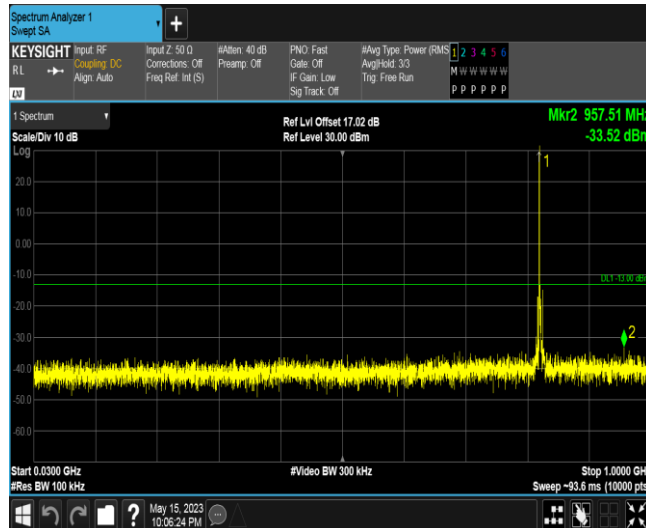 Spectrum Analyzer 1
Swept SA
KEYSIGHT
RL
LXI
Input: RF
Coupling: DC
Align: Auto
Input Z: 50 Ω
Corrections: Off
Freq Ref: Int (S)
#Atten: 40 dB
Preamp: Off
PNO: Fast
Gate: Off
IF Gain: Low
Sig Track: Off
#Avg Type: Power (RMS
Avg|Hold: 3/3
Trig: Free Run
1 2 3 4 5 6
M W W W W W
P P P P P P
1 Spectrum
Scale/Div 10 dB
Log
Ref Lvl Offset 17.02 dB
Ref Level 30.00 dBm
Mkr2 957.51 MHz
-33.52 dBm
1
20.0
10.0
0.00
-10.0
DL1 -13.00 dBm
-20.0
-30.0
2
-40.0
-50.0
-60.0
Start 0.0300 GHz
#Res BW 100 kHz
#Video BW 300 kHz
Stop 1.0000 GH
Sweep ~93.6 ms (10000 pts
?
May 15, 2023
10:06:24 PM